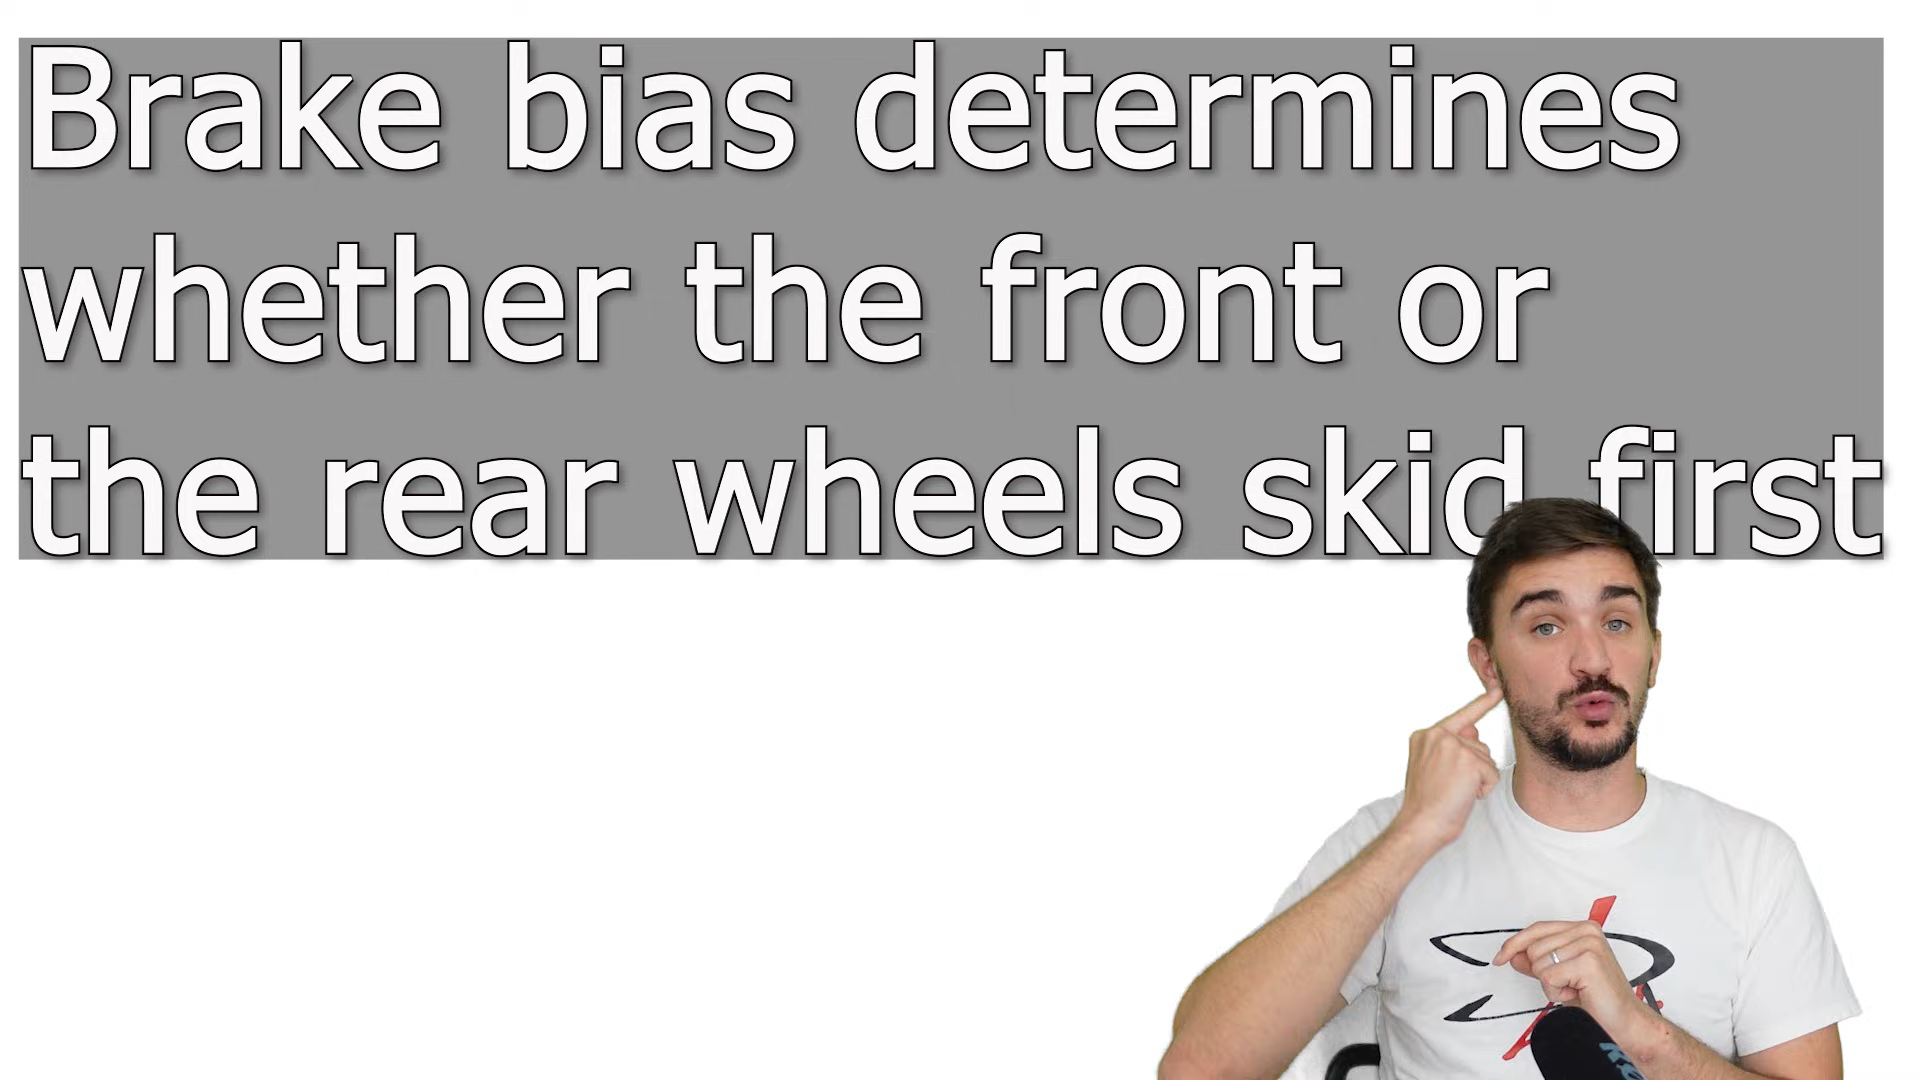 Brake bias determines
whether the front or
the rear wheels skid first